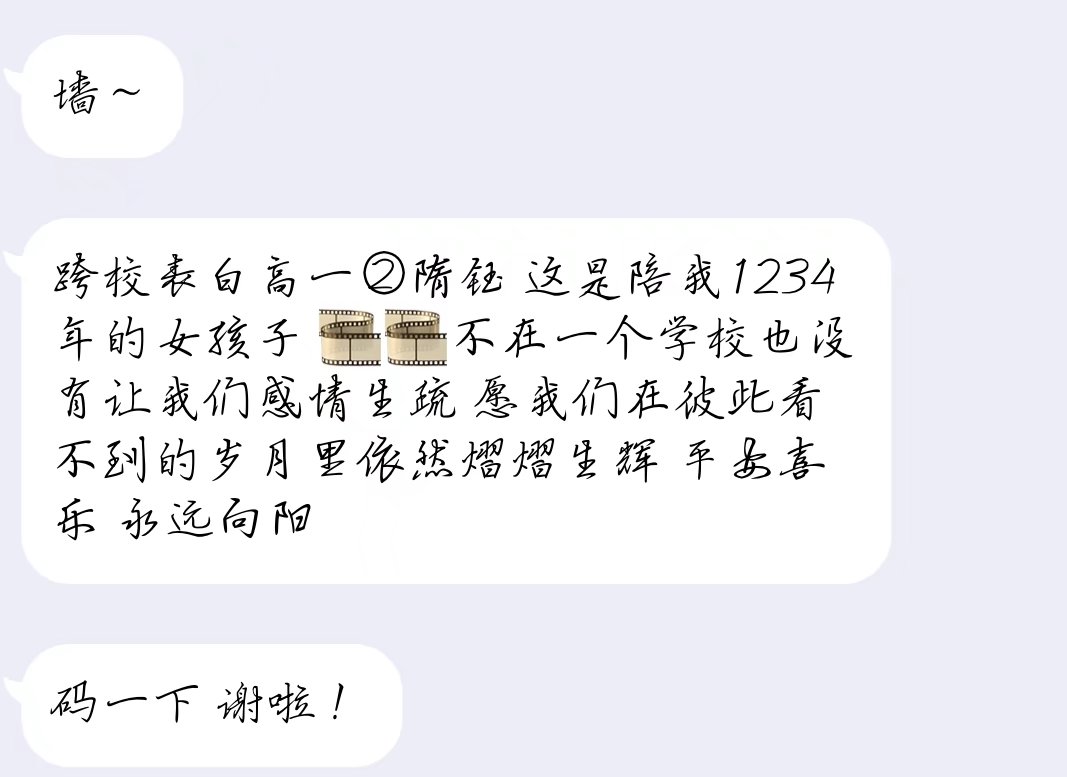 墙～
跨校表白高一②隋钰 这是陪我1234
年的女孩子 🎞🎞不在一个学校也没
有让我们感情生疏 愿我们在彼此看
不到的岁月里依然熠熠生辉 平安喜
乐 永远向阳
码一下 谢啦！